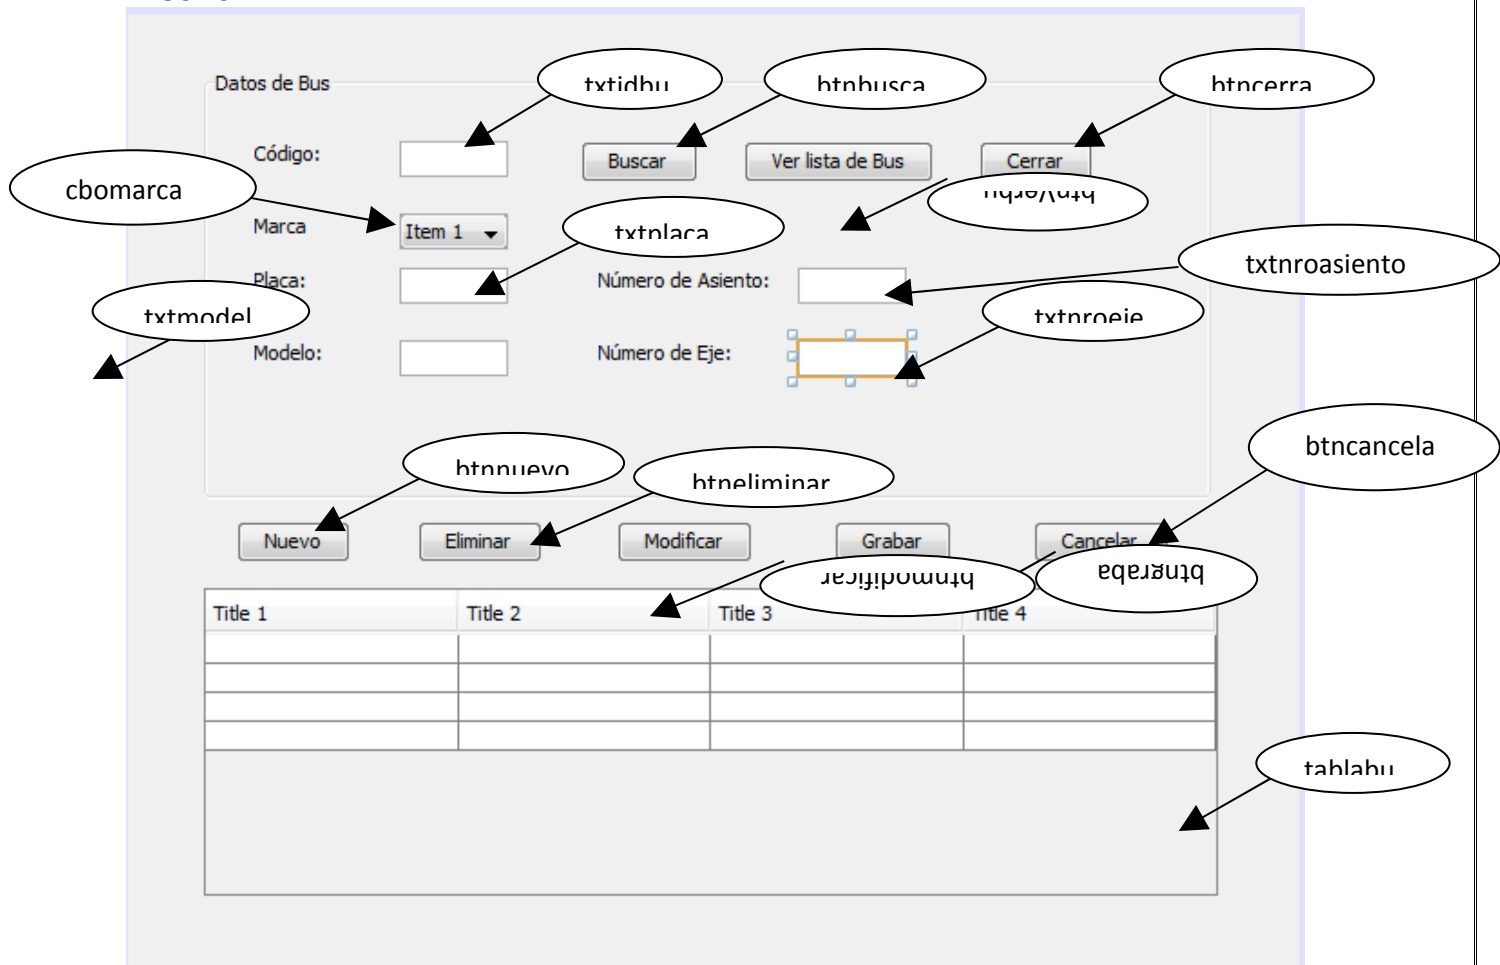 Datos de Bus
txtidbu
btnbusca
btncerra
Código:
Buscar
Ver lista de Bus
Cerrar
cbomarca
btnVerbu
Marca
Item 1
txtplaca
txtnroasiento
Placa:
Número de Asiento:
txtmodel
txtnroeje
Modelo:
Número de Eje:
btncancela
btnnuevo
btneliminar
Nuevo
Eliminar
Modificar
Grabar
Cancelar
btnmodificar
btngraba
Title 1
Title 2
Title 3
Title 4
tablabu